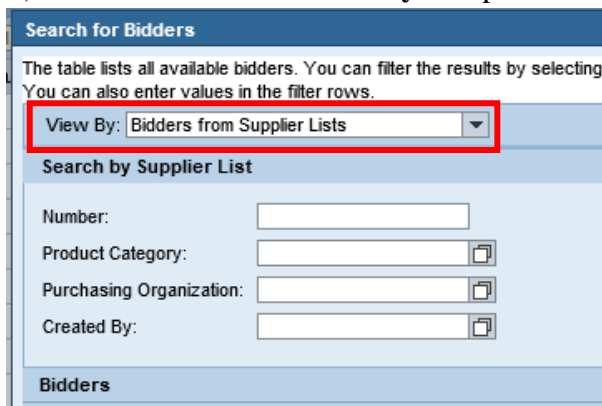 Search for Bidders
The table lists all available bidders. You can filter the results by selecting
You can also enter values in the filter rows.
View By: Bidders from Supplier Lists
Search by Supplier List
Number:
Product Category:
Purchasing Organization:
Created By:
Bidders